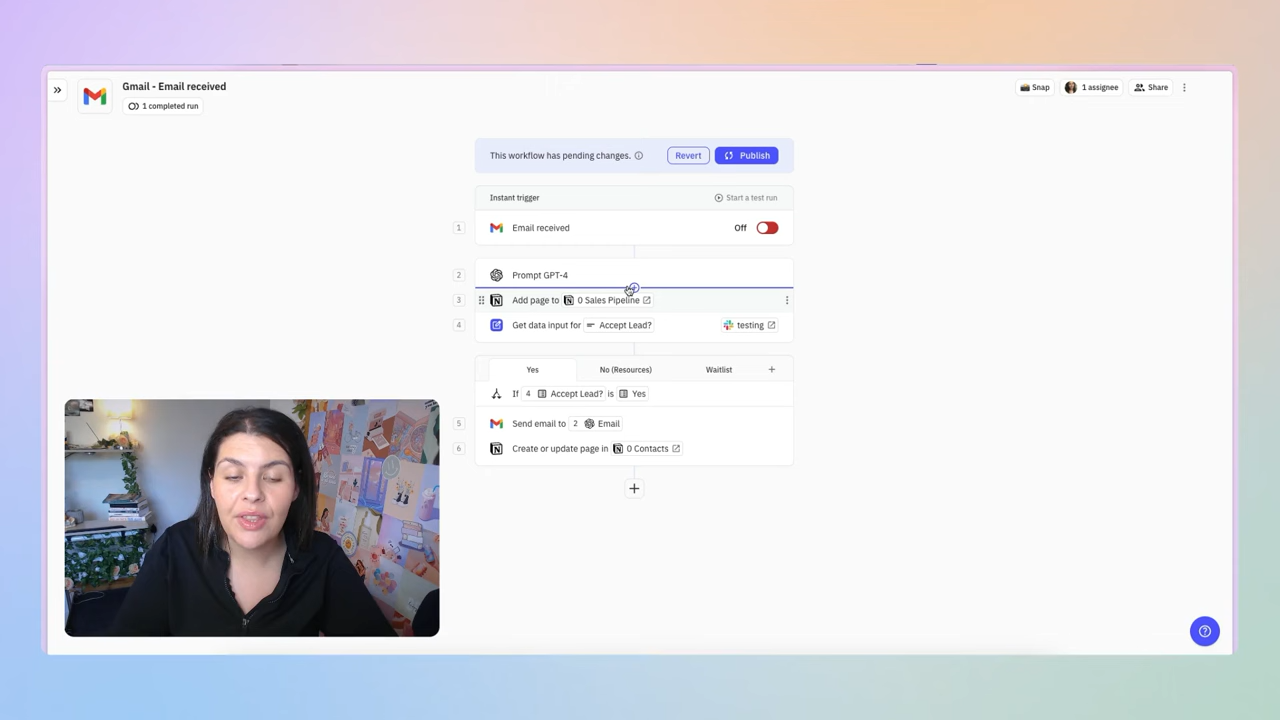 Gmail - Email received
1 completed run
Snap
1 assignee
Share
This workflow has pending changes.
Revert
Publish
Instant trigger
Start a test run
1
Email received
Off
2
Prompt GPT-4
3
Add page to 0 Sales Pipeline
4
Get data input for Accept Lead?
testing
Yes
No (Resources)
Waitlist
If 4 Accept Lead? is Yes
5
Send email to 2 Email
6
Create or update page in 0 Contacts